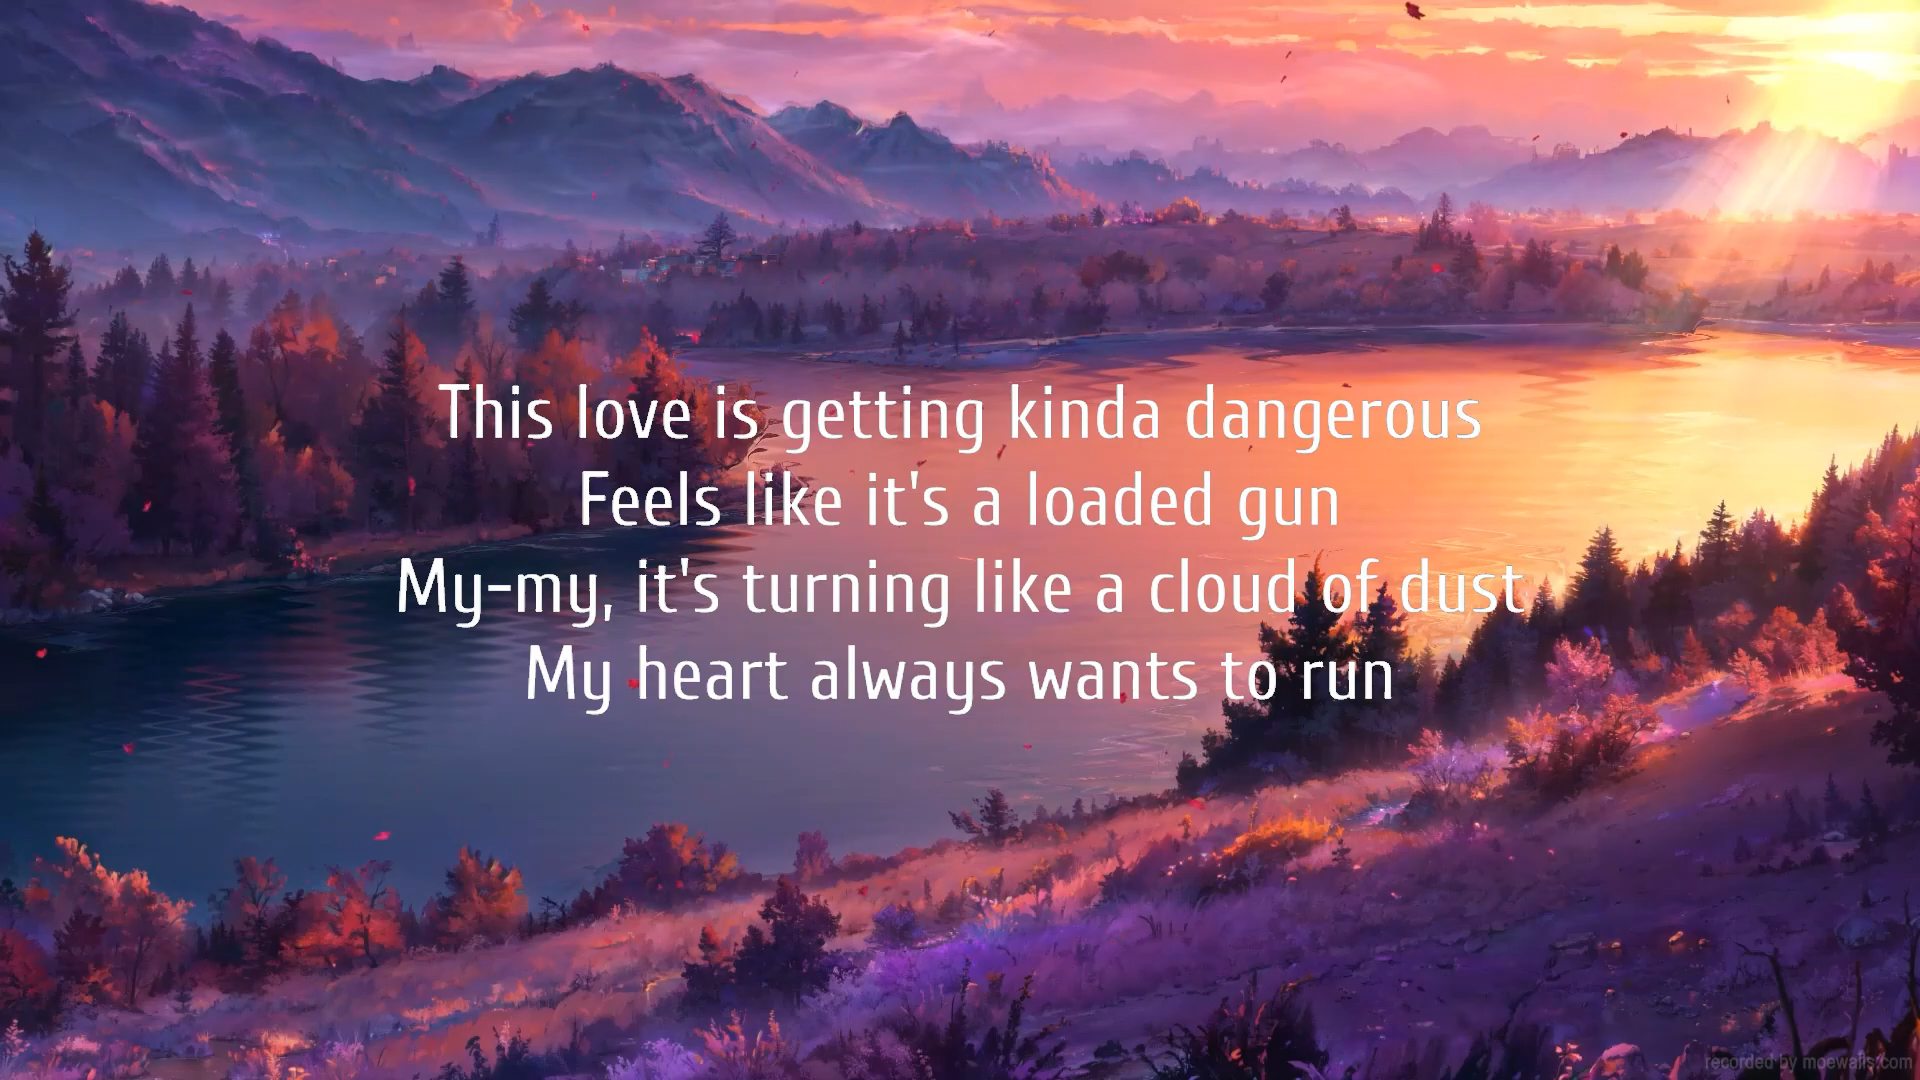 This love is getting kinda dangerous
Feels like it's a loaded gun
My-my, it's turning like a cloud of dust
My heart always wants to run
recorded by moewalls.com